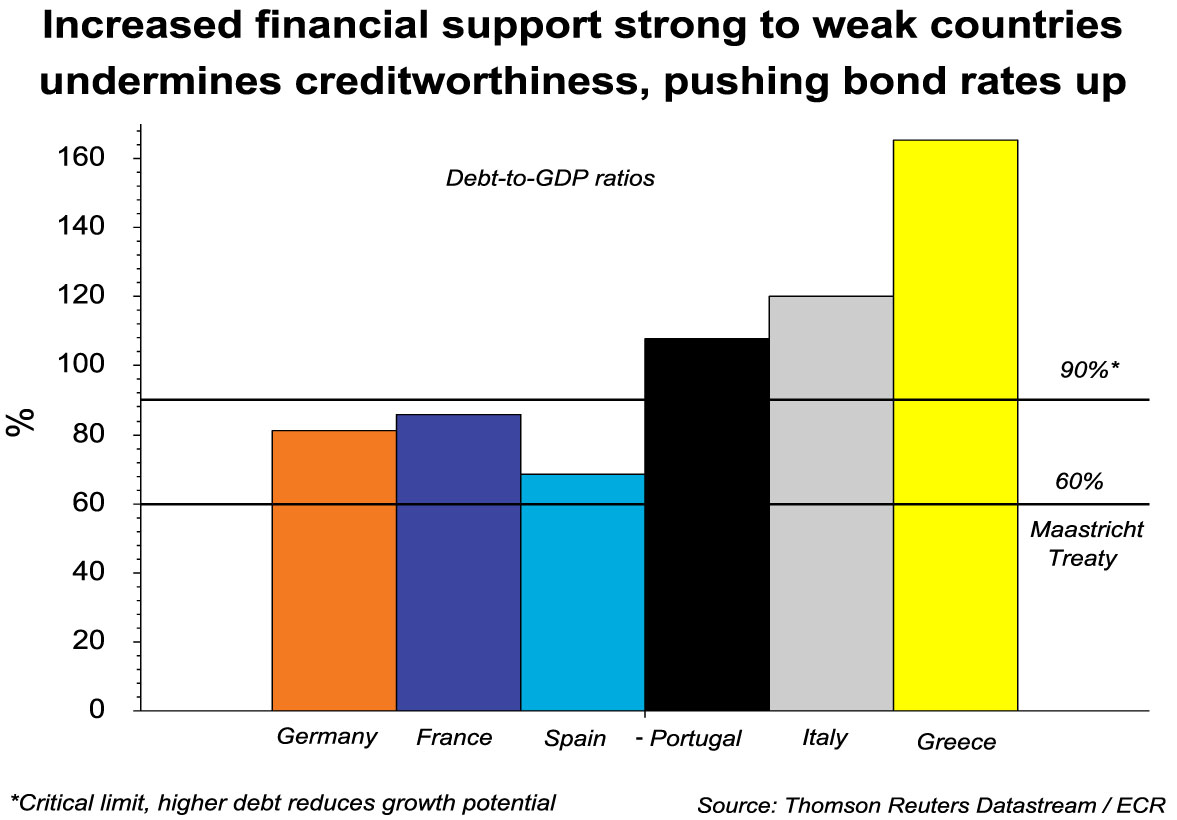 Increased financial support strong to weak countries
undermines creditworthiness, pushing bond rates up
Debt-to-GDP ratios
%
160
140
120
100
80
60
40
20
0
90%*
60%
Maastricht
Treaty
Germany France Spain - Portugal Italy Greece
*Critical limit, higher debt reduces growth potential
Source: Thomson Reuters Datastream / ECR